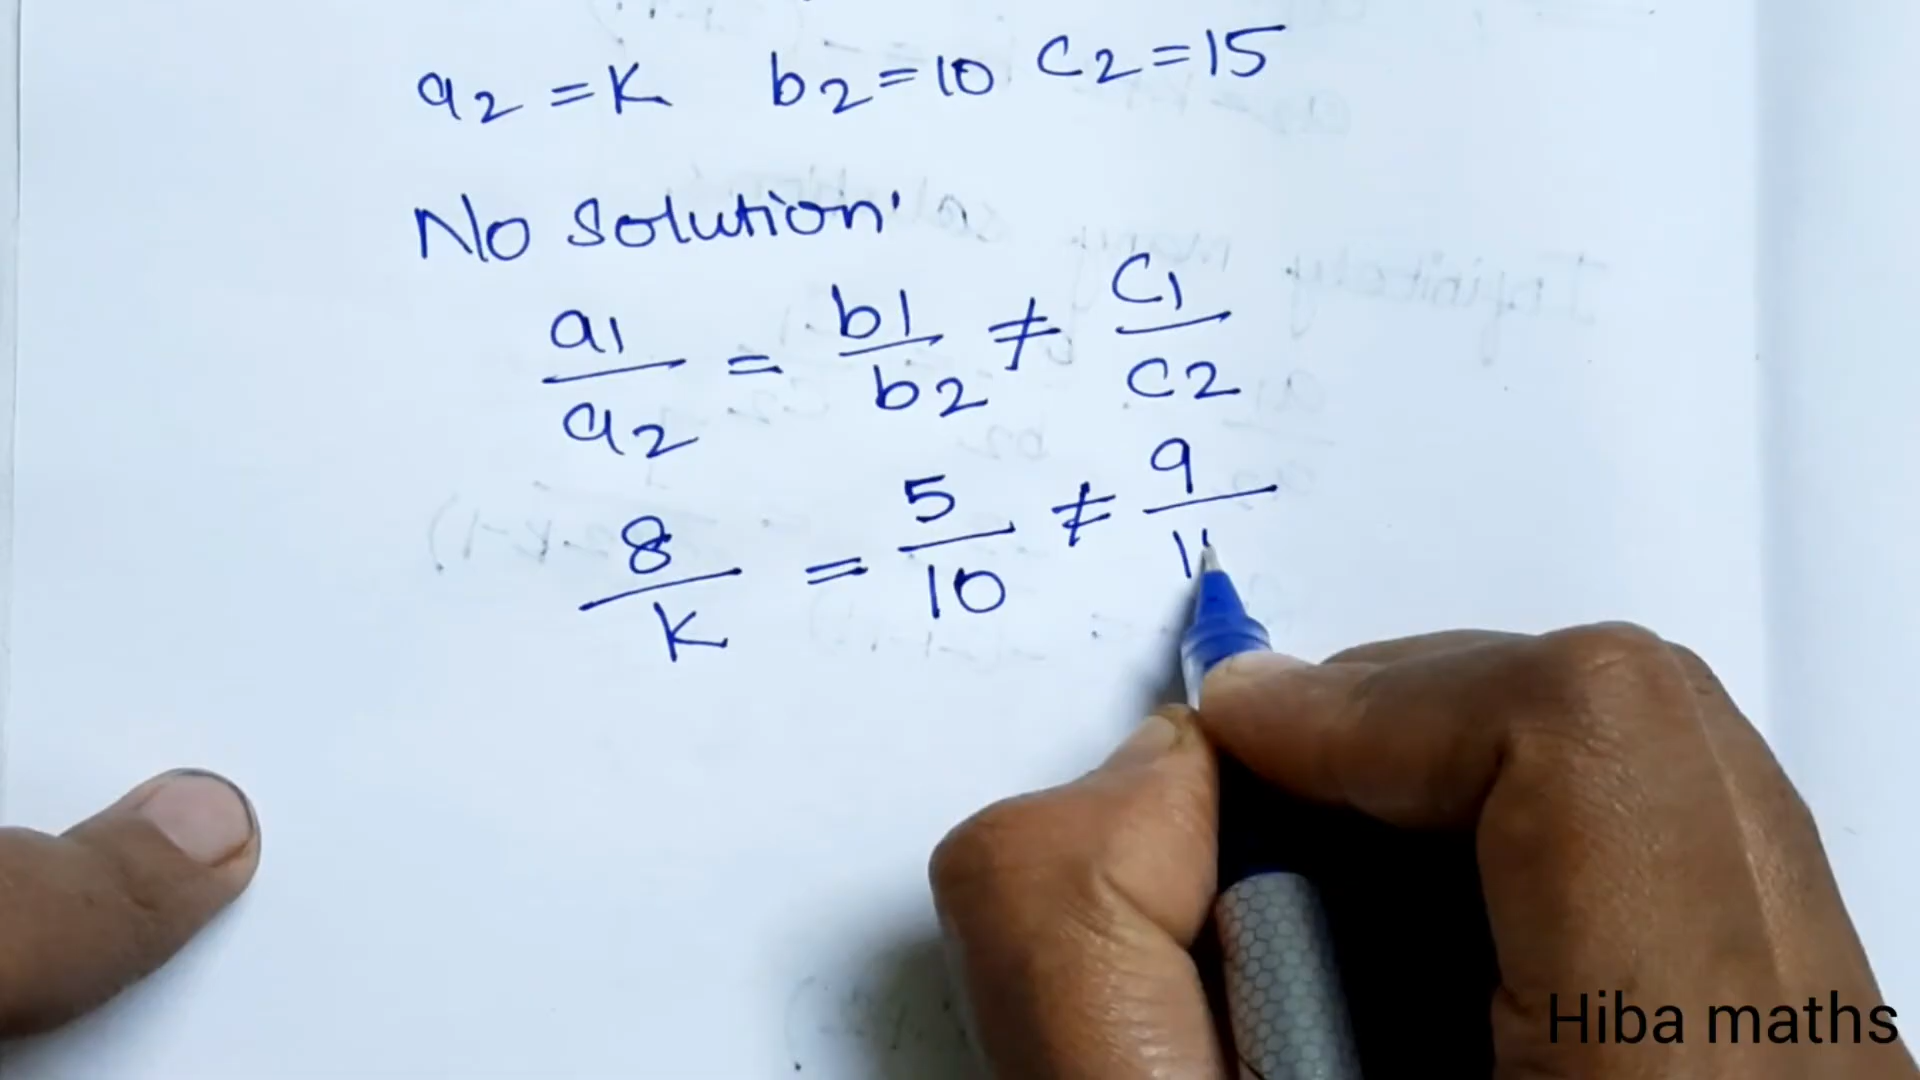 a2 = K b2 = 10 C2 = 15
No Solution
a1/a2 = b1/b2 ≠ C1/C2
8/K = 5/10 ≠ 9/1
Hiba maths